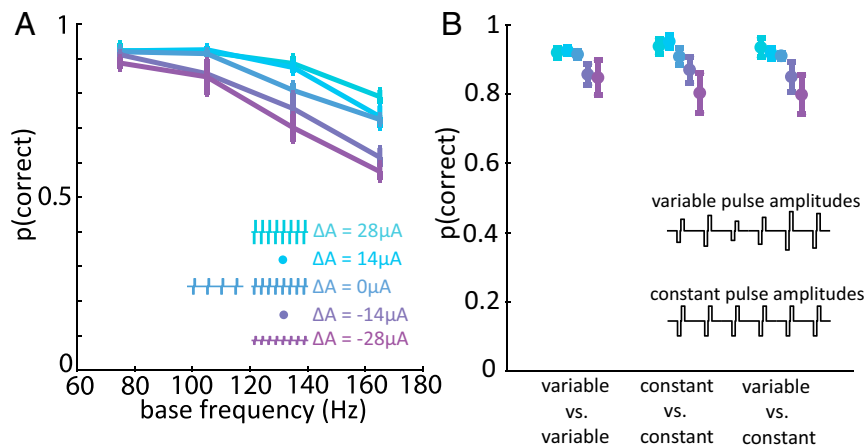 A
p(correct)
1
0.5
0
60 80 100 120 140 160 180
base frequency (Hz)
ΔA = 28µA
ΔA = 14µA
ΔA = 0µA
ΔA = -14µA
ΔA = -28µA
B
p(correct)
1
0.8
0.6
0.4
0.2
0
variable pulse amplitudes
constant pulse amplitudes
variable
vs.
variable
constant
vs.
constant
variable
vs.
constant